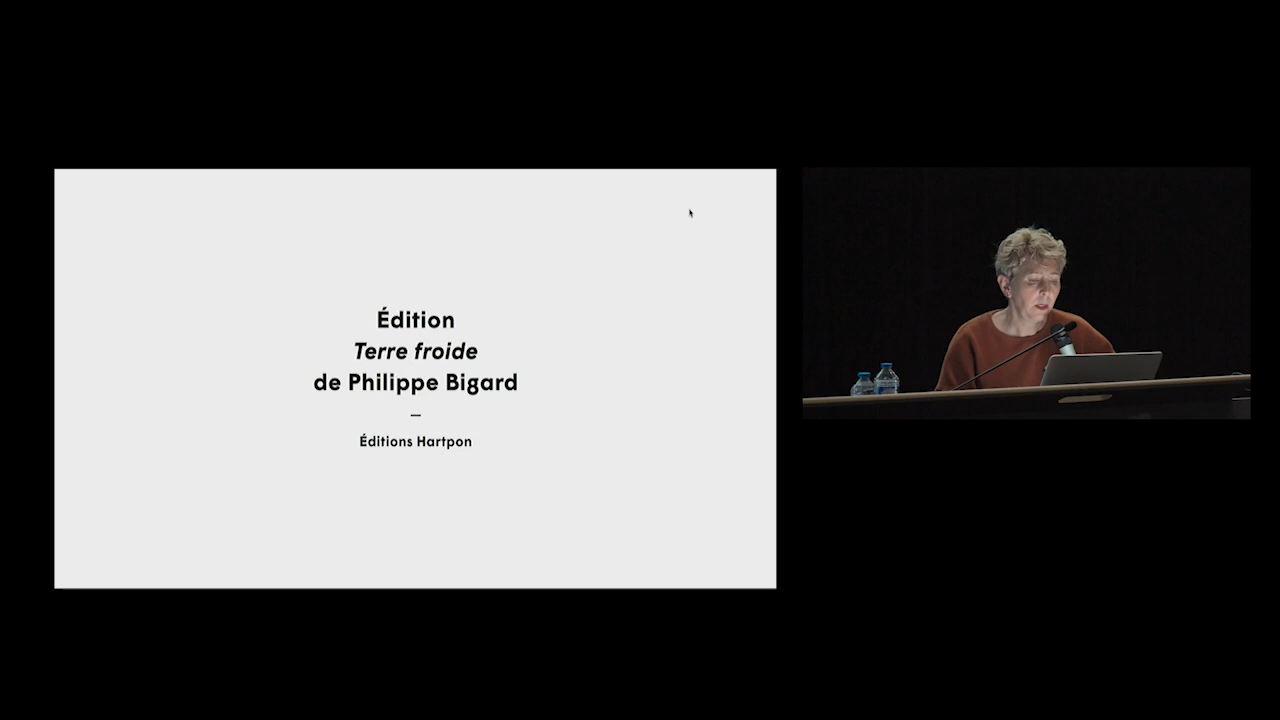 Édition
Terre froide
de Philippe Bigard
–
Éditions Hartpon